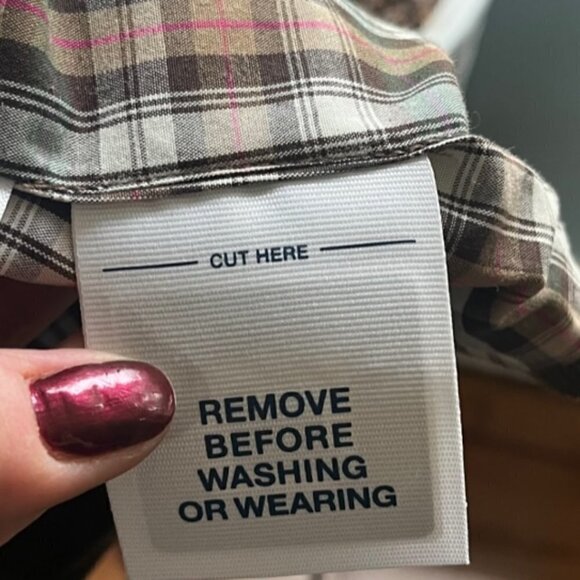 CUT HERE
REMOVE
BEFORE
WASHING
OR WEARING